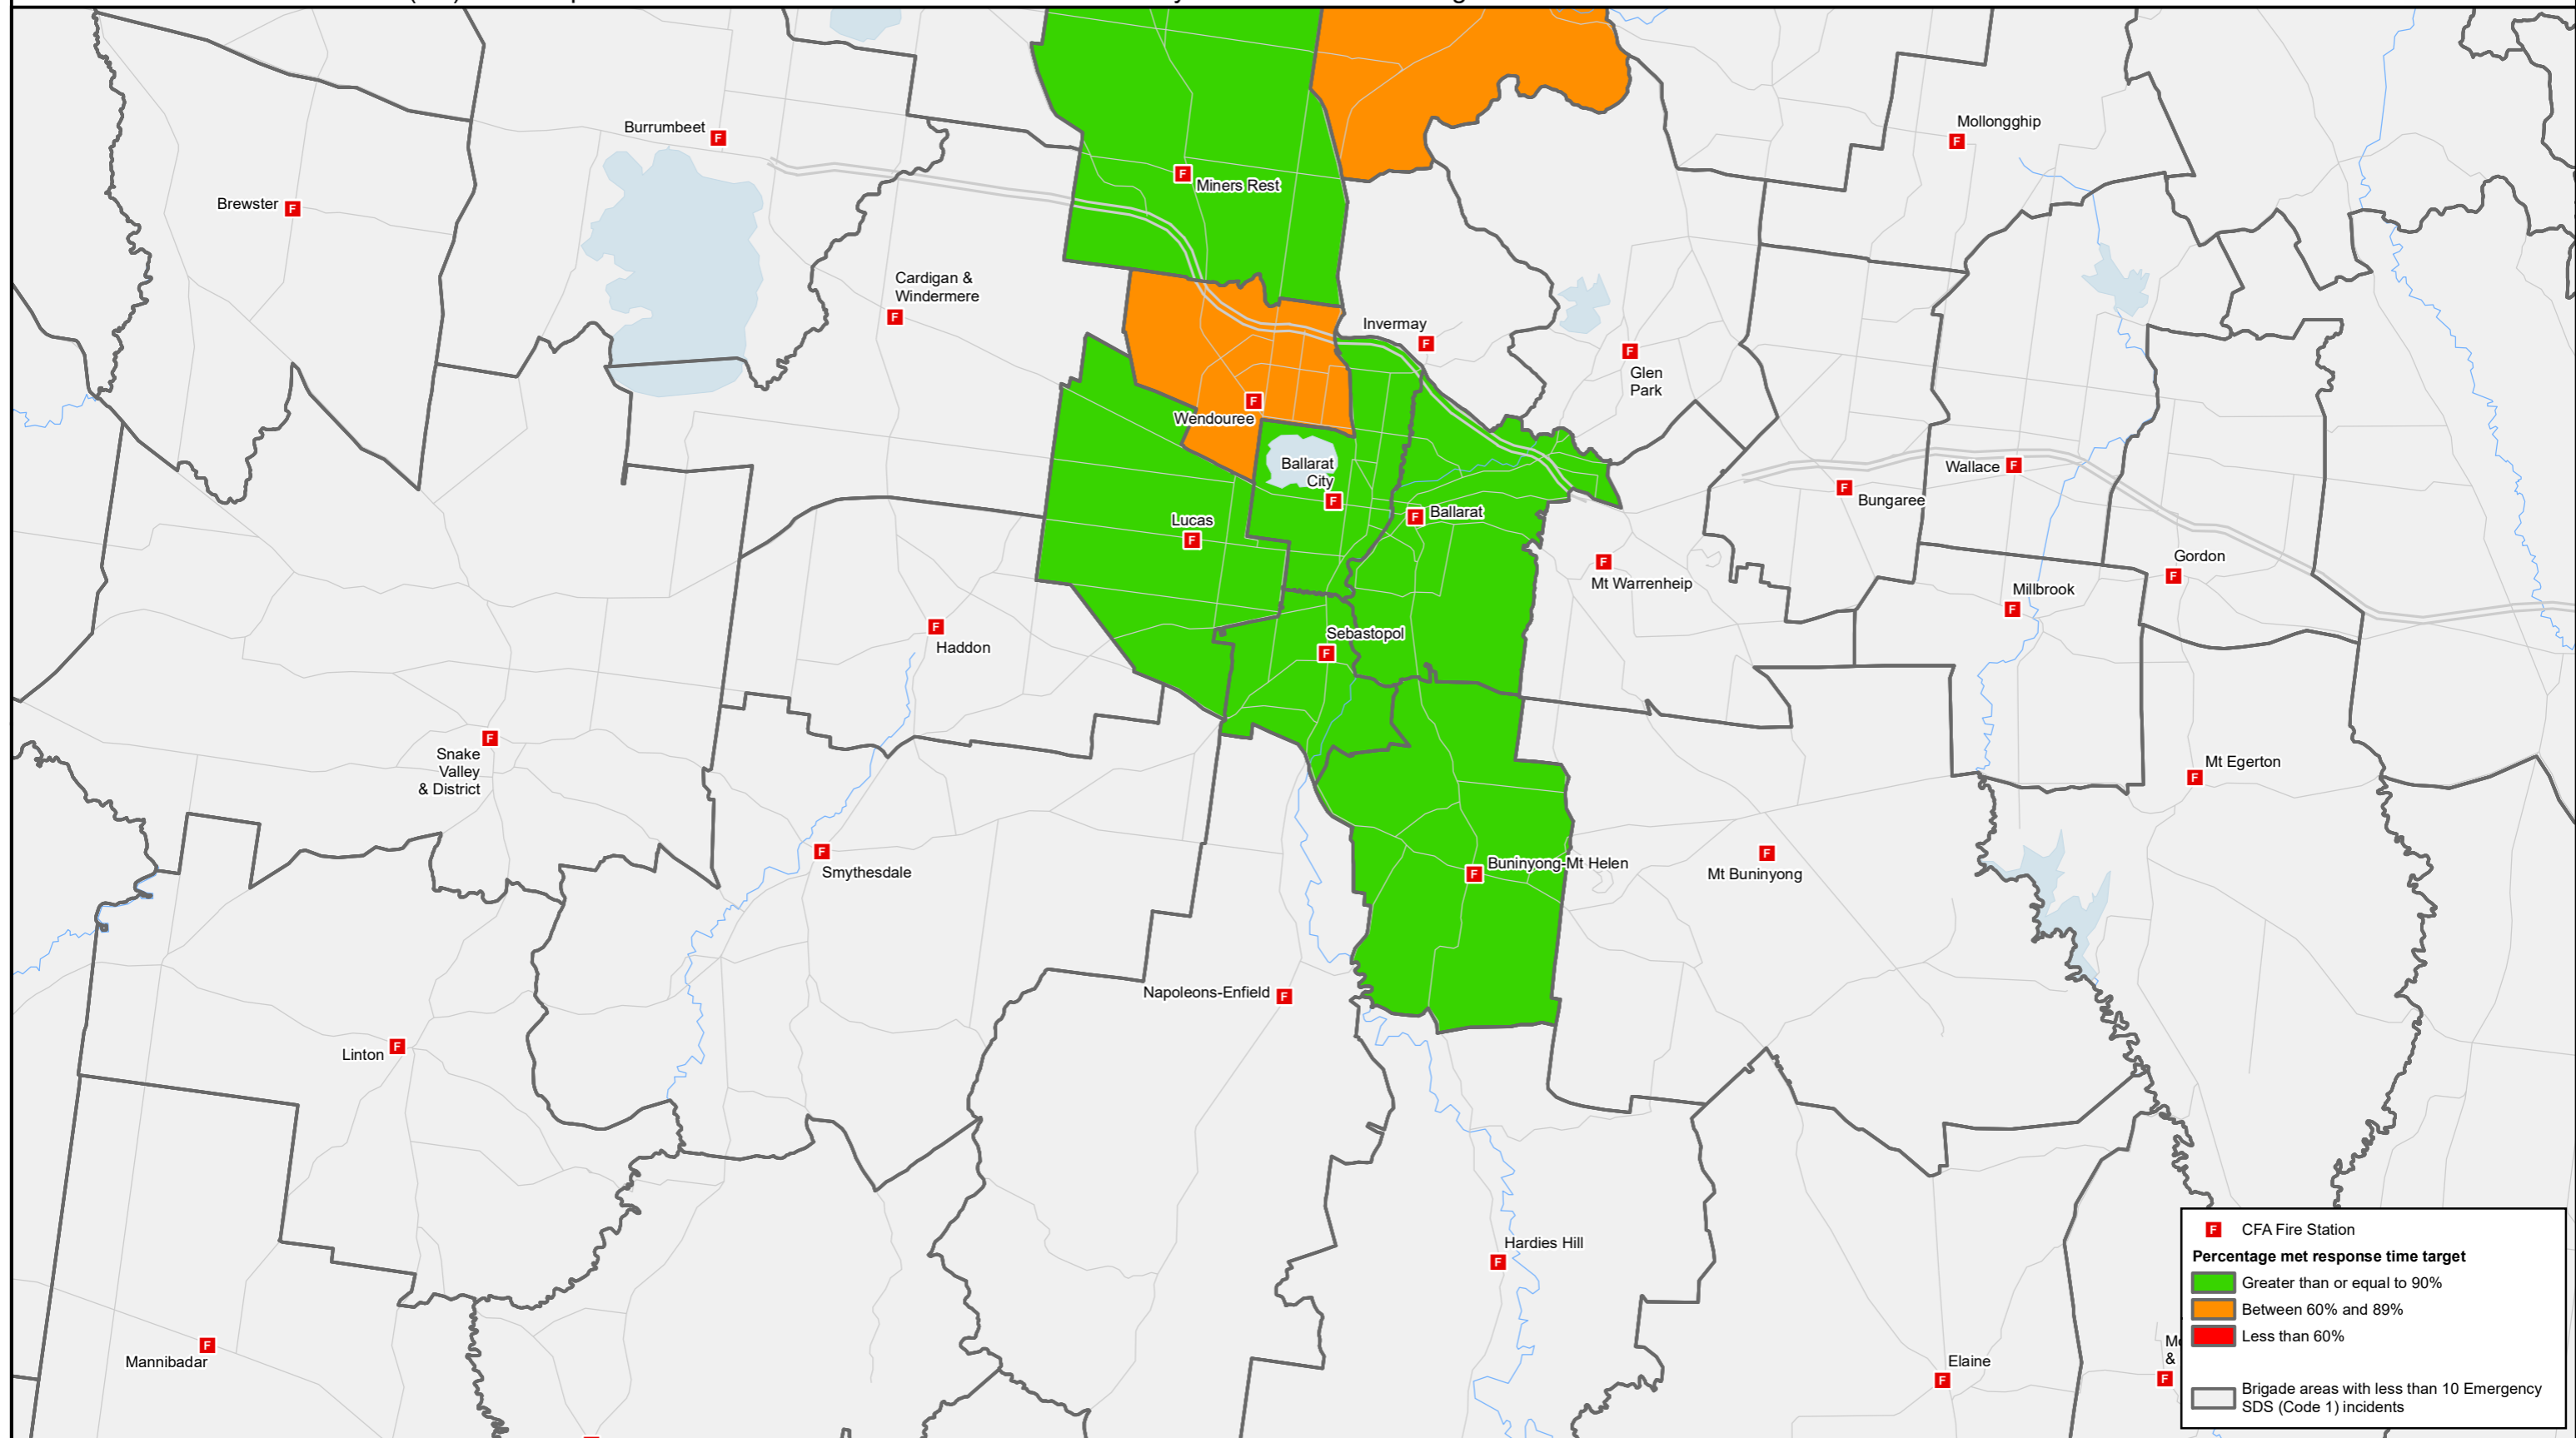 Burrumbeet
F
Mollongghip
F
Brewster
F
F
Miners Rest
Cardigan &
Windermere
F
Invermay
F
F
Glen
Park
F
Wendouree
Ballarat
City
F
Lucas
F
F
Ballarat
Wallace
F
F
Bungaree
F
Mt Warrenheip
Gordon
F
Millbrook
F
F
Haddon
Sebastopol
F
F
Snake
Valley
& District
Mt Egerton
F
F
Smythesdale
Buninyong-Mt Helen
F
F
Mt Buninyong
Napoleons-Enfield
F
Linton
F
Hardies Hill
F
F
Mannibadar
Elaine
F
&
F
F
CFA Fire Station
Percentage met response time target
Greater than or equal to 90%
Between 60% and 89%
Less than 60%
Brigade areas with less than 10 Emergency
SDS (Code 1) incidents